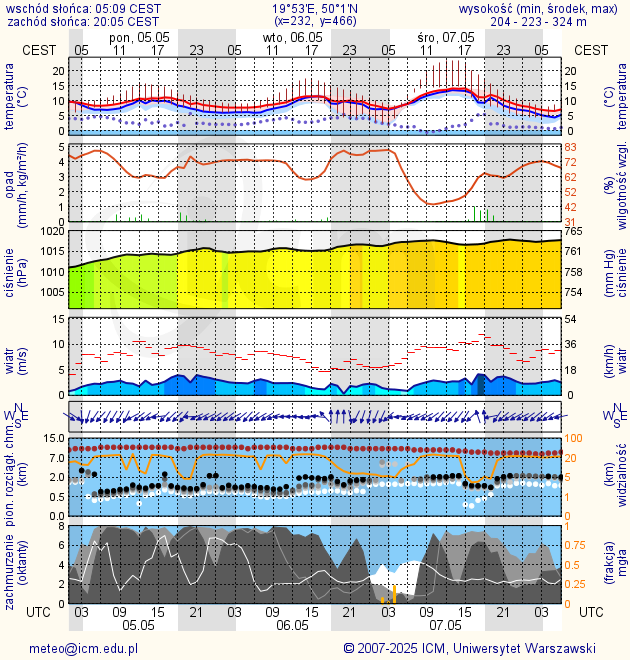 wschód słońca: 05:09 CEST 19°53'E, 50°1'N wysokość (min, środek, max)
zachód słońca: 20:05 CEST (x=232, y=466) 204 - 223 - 324 m
pon, 05.05 wto, 06.05 śro, 07.05
CEST 05 11 17 23 05 11 17 23 05 11 17 23 05 CEST
temperatura (°C)
20 15 10 5 0
20 15 10 5 0
temperatura (°C)
opad (mm/h, kg/m²/h)
5 4 3 2 1 0
83 73 62 52 42 31
(%) wilgotność wzgl.
ciśnienie (hPa)
1020 1015 1010 1005
765 761 758 754
(mm Hg) ciśnienie
wiatr (m/s)
15 10 5 0
54 36 18 0
(km/h) wiatr
N W E S
N W E S
pion. rozciągł. chm. (km)
15.0 7.0 2.0 0.5 0.0
100 20 5 1 0
(km) widzialność
zachmurzenie (oktanty)
8 6 4 2 0
1 0.75 0.5 0.25 0
(frakcja) mgła
UTC 03 09 15 21 03 09 15 21 03 09 15 21 03 UTC
05.05 06.05 07.05
meteo@icm.edu.pl © 2007-2025 ICM, Uniwersytet Warszawski